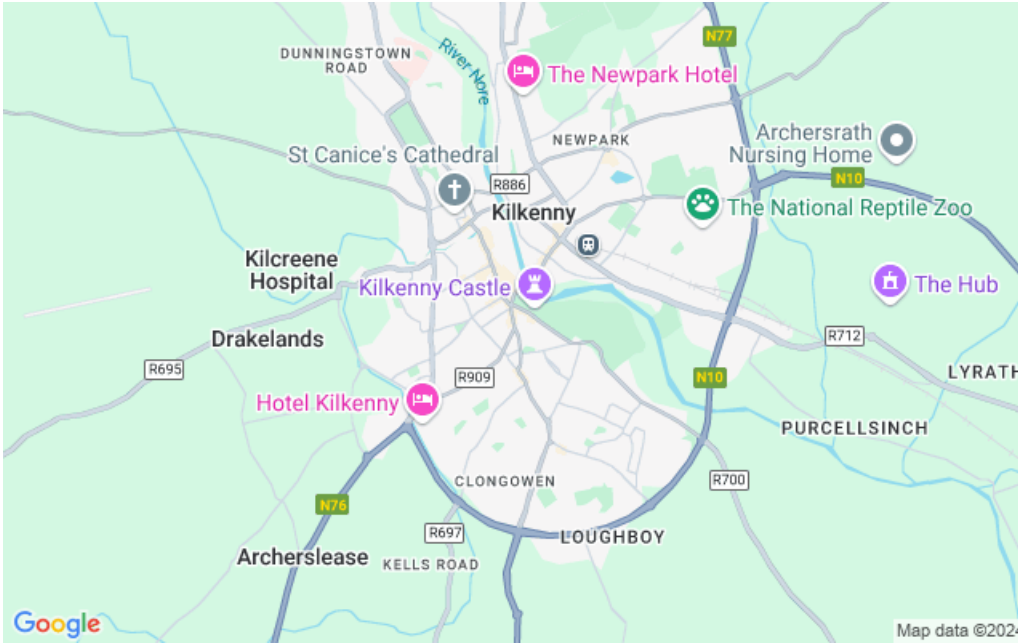 N77
DUNNINGSTOWN
ROAD
River Nore
The Newpark Hotel
NEWPARK
Archersrath
Nursing Home
St Canice's Cathedral
R886
N10
Kilkenny
The National Reptile Zoo
Kilcreene
Hospital
Kilkenny Castle
The Hub
Drakelands
R712
R695
R909
N10
LYRATH
Hotel Kilkenny
PURCELLSINCH
CLONGOWEN
R700
N76
R697
LOUGHBOY
Archerslease
KELLS ROAD
Google
Map data ©2024